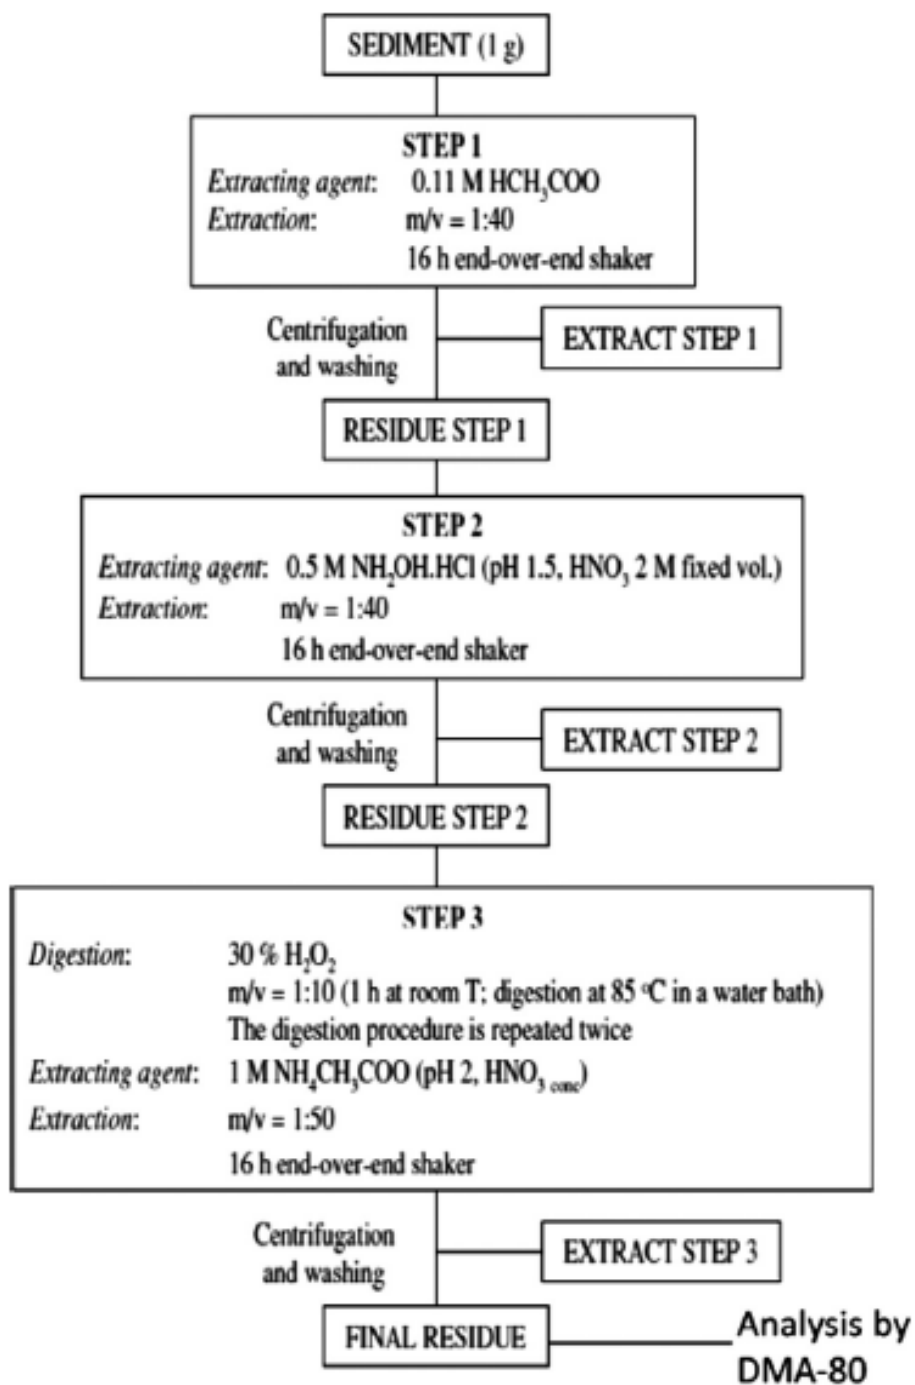 SEDIMENT (1 g)
STEP 1
Extracting agent: 0.11 M HCH₃COO
Extraction: m/v = 1:40
16 h end-over-end shaker
Centrifugation
and washing
EXTRACT STEP 1
RESIDUE STEP 1
STEP 2
Extracting agent: 0.5 M NH₂OH.HCl (pH 1.5, HNO₃ 2 M fixed vol.)
Extraction: m/v = 1:40
16 h end-over-end shaker
Centrifugation
and washing
EXTRACT STEP 2
RESIDUE STEP 2
STEP 3
Digestion: 30 % H₂O₂
m/v = 1:10 (1 h at room T; digestion at 85 ºC in a water bath)
The digestion procedure is repeated twice
Extracting agent: 1 M NH₄CH₃COO (pH 2, HNO₃ conc)
Extraction: m/v = 1:50
16 h end-over-end shaker
Centrifugation
and washing
EXTRACT STEP 3
FINAL RESIDUE
Analysis by
DMA-80